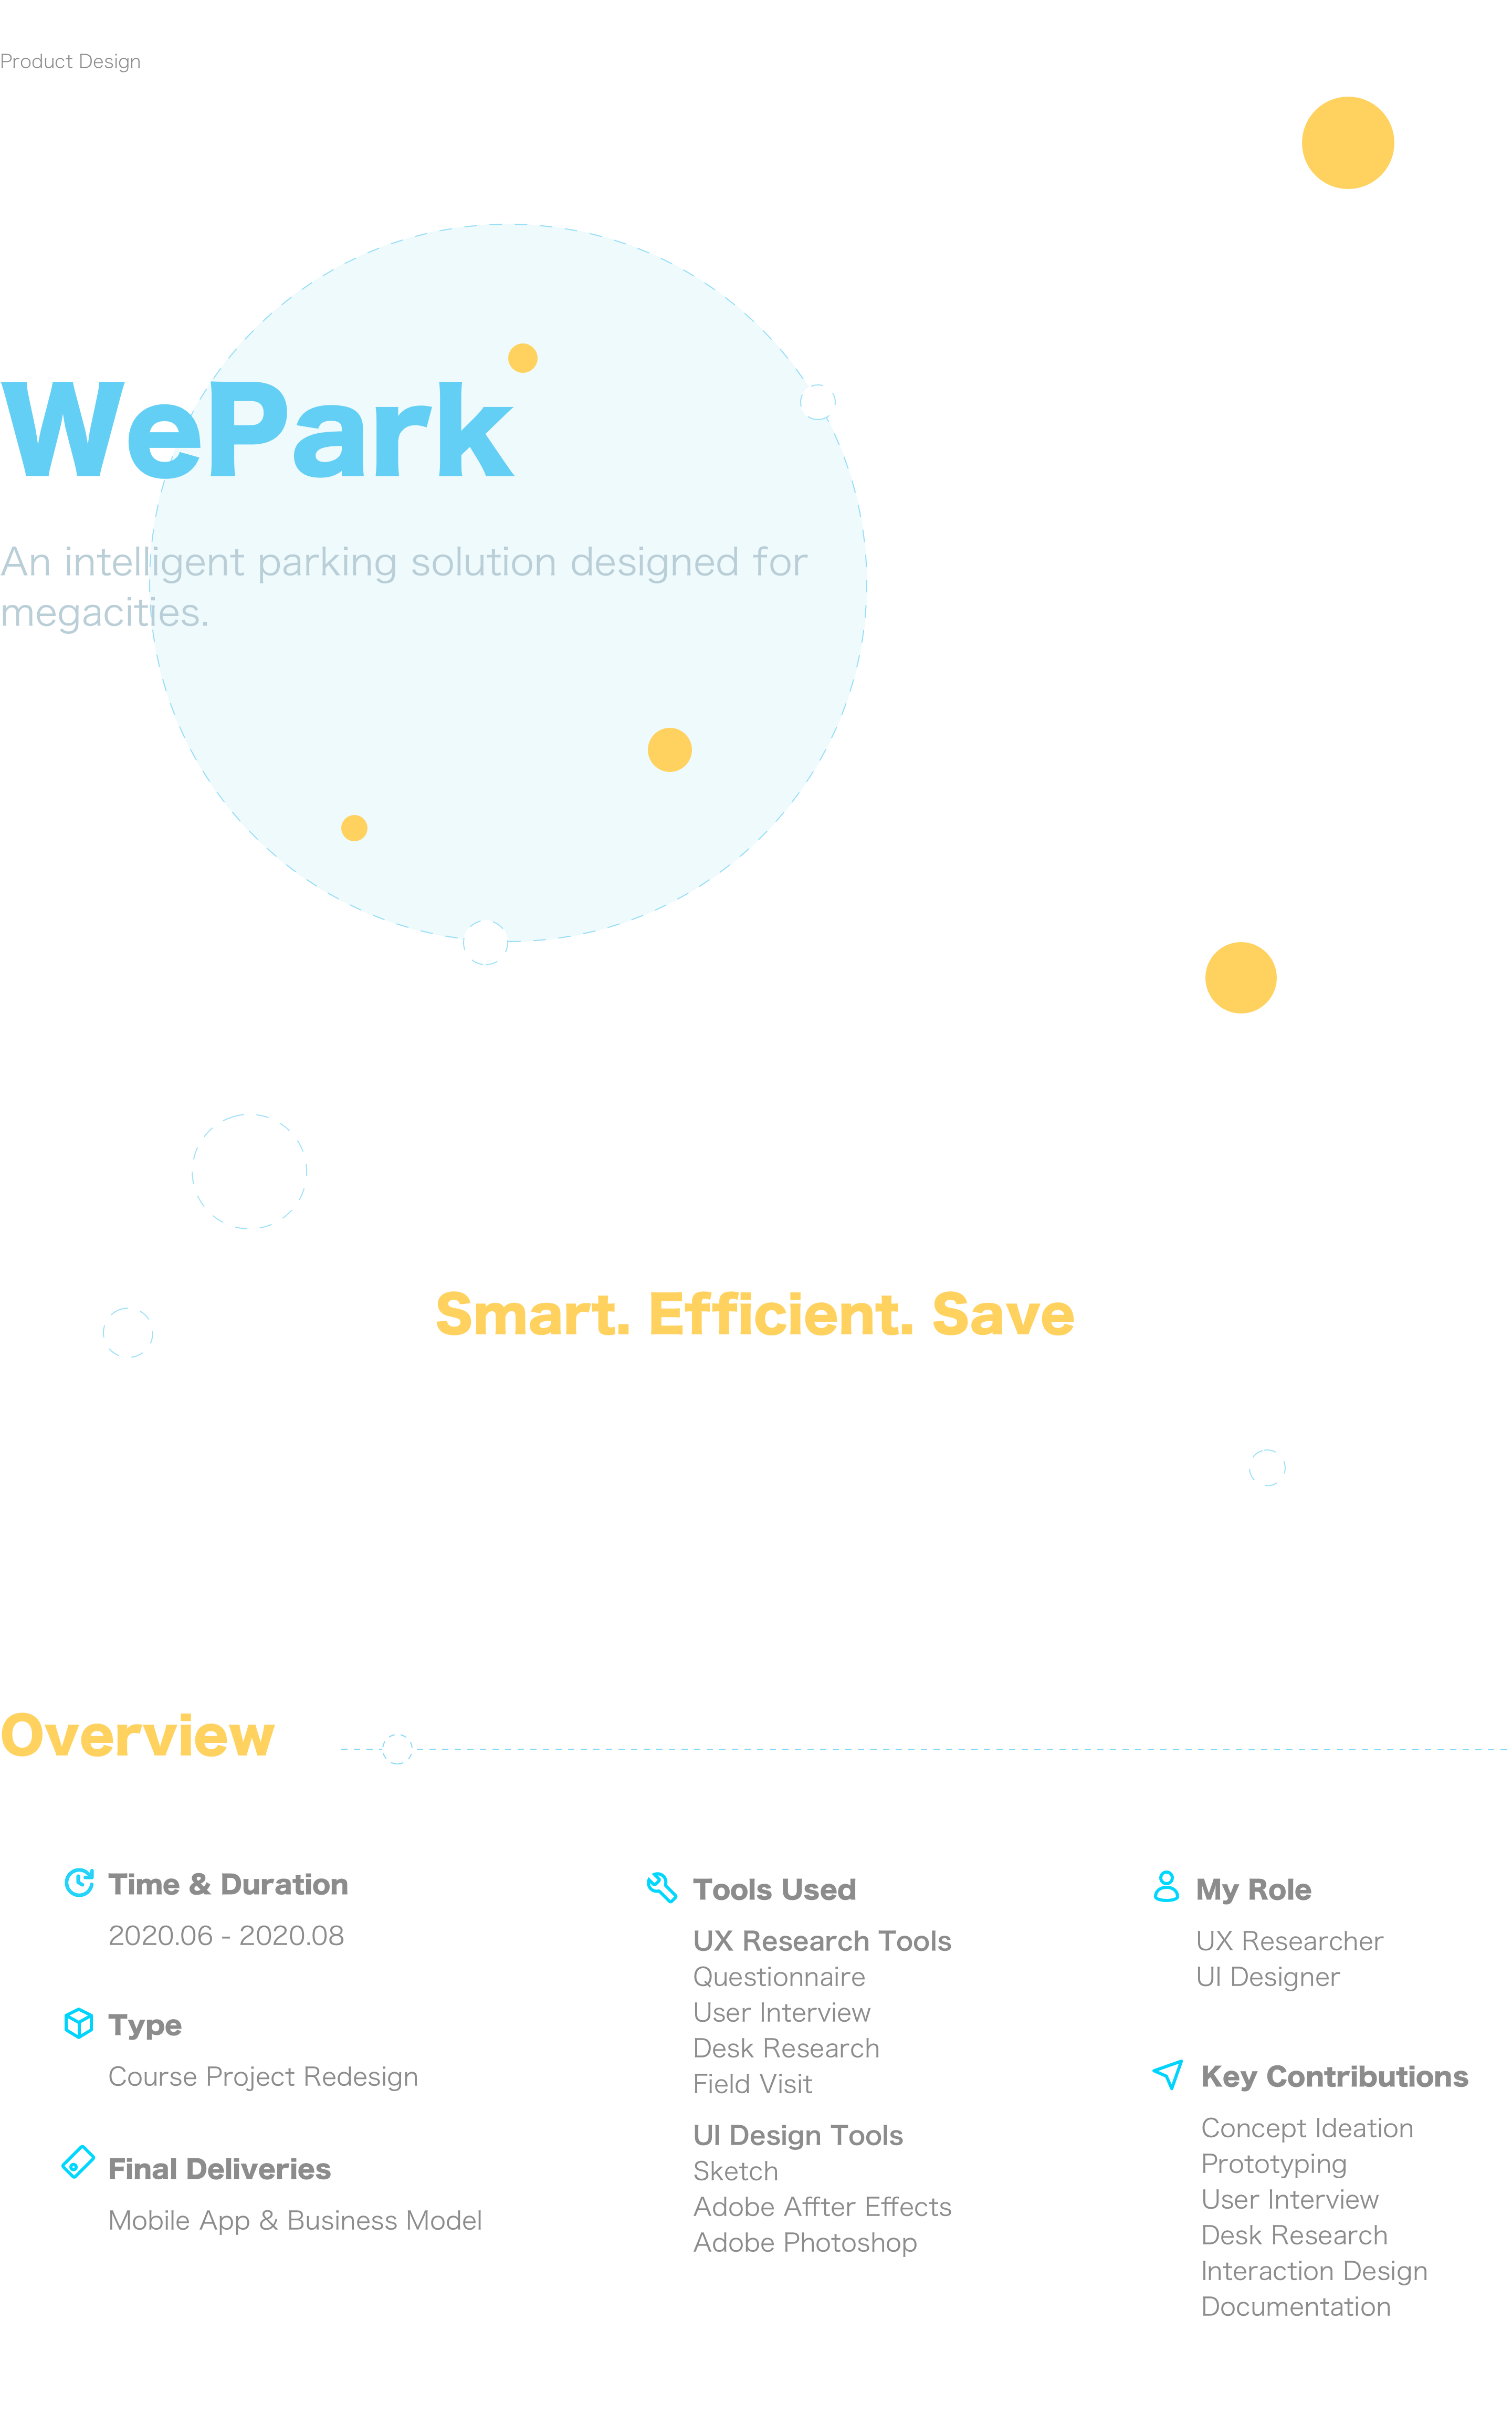 Product Design
WePark
An intelligent parking solution designed for
megacities.
Smart. Efficient. Save
Overview
Time & Duration
2020.06 - 2020.08
Type
Course Project Redesign
Final Deliveries
Mobile App & Business Model
Tools Used
UX Research Tools
Questionnaire
User Interview
Desk Research
Field Visit
UI Design Tools
Sketch
Adobe Affter Effects
Adobe Photoshop
My Role
UX Researcher
UI Designer
Key Contributions
Concept Ideation
Prototyping
User Interview
Desk Research
Interaction Design
Documentation